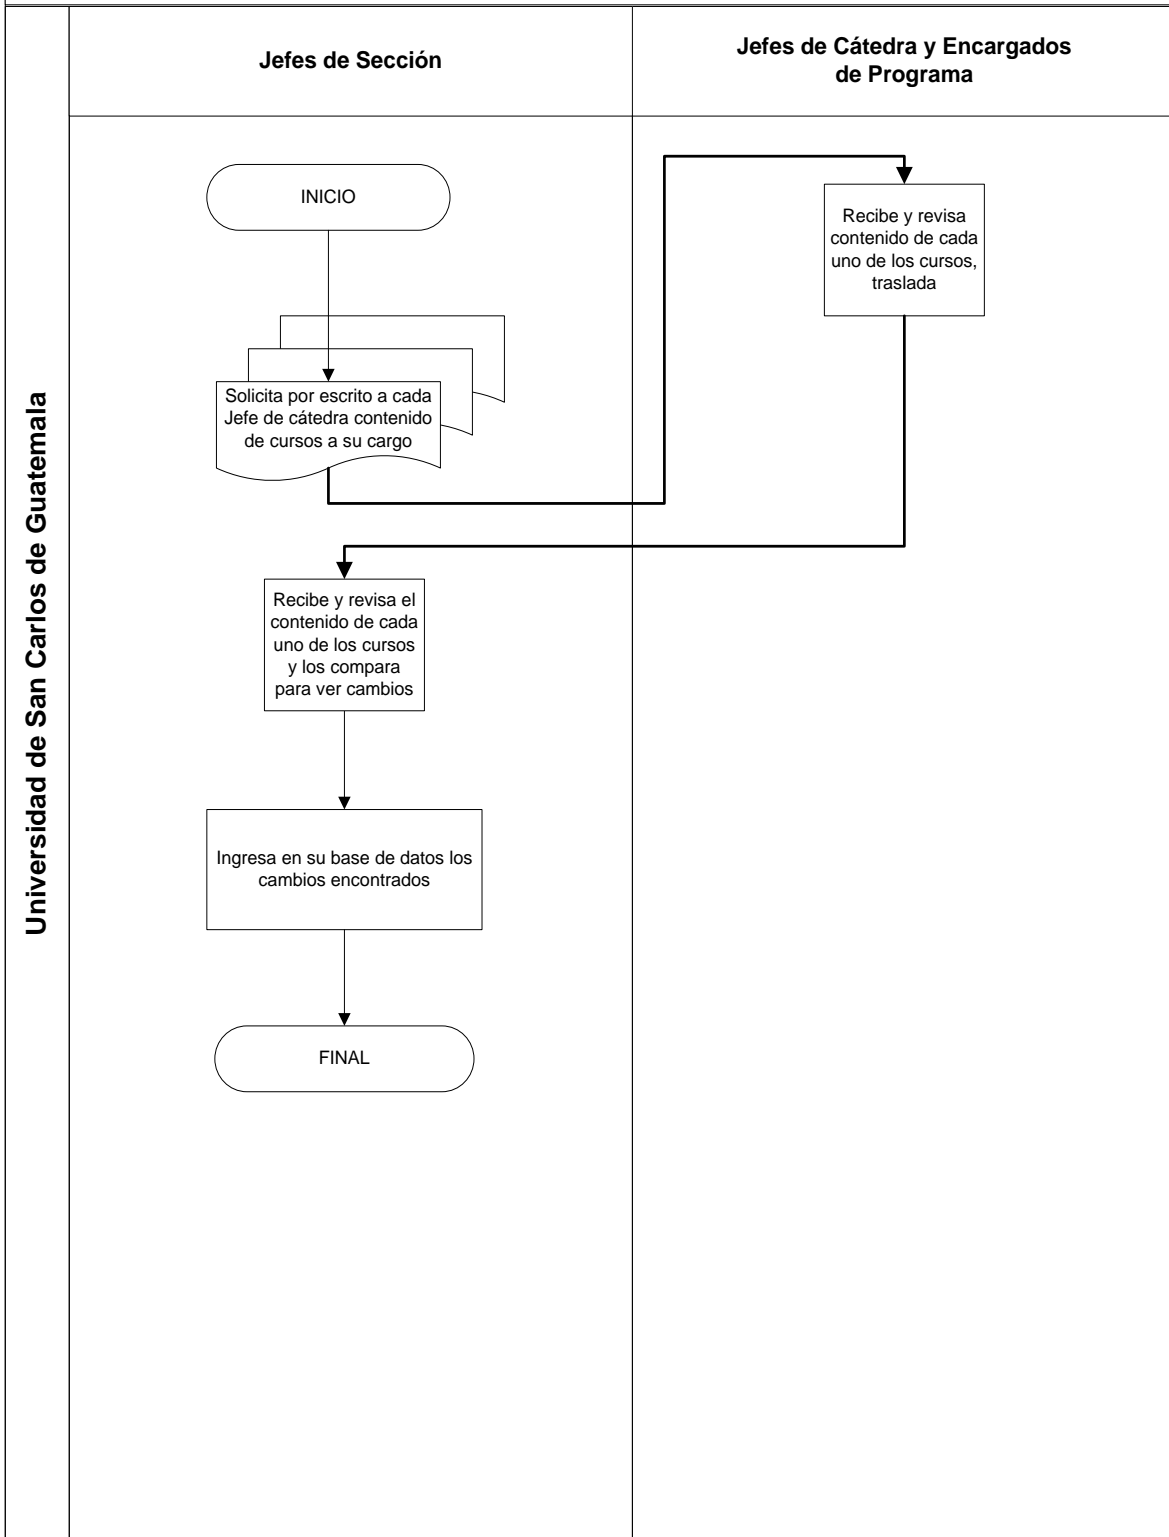 Universidad de San Carlos de Guatemala
Jefes de Sección
Jefes de Cátedra y Encargados
de Programa
INICIO
Solicita por escrito a cada
Jefe de cátedra contenido
de cursos a su cargo
Recibe y revisa
contenido de cada
uno de los cursos,
traslada
Recibe y revisa el
contenido de cada
uno de los cursos
y los compara
para ver cambios
Ingresa en su base de datos los
cambios encontrados
FINAL